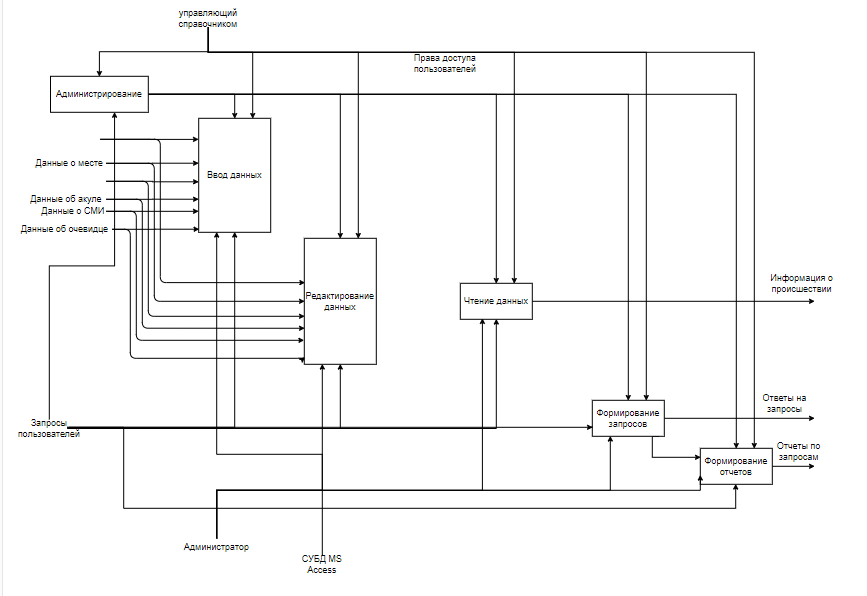 управляющий
справочником
Права доступа
пользователей
Администрирование
Данные о месте
Ввод данных
Данные об акуле
Данные о СМИ
Данные об очевидце
Редактирование
данных
Чтение данных
Информация о
происшествии
Запросы
пользователей
Формирование
запросов
Ответы на
запросы
Формирование
отчетов
Отчеты по
запросам
Администратор
СУБД MS
Access